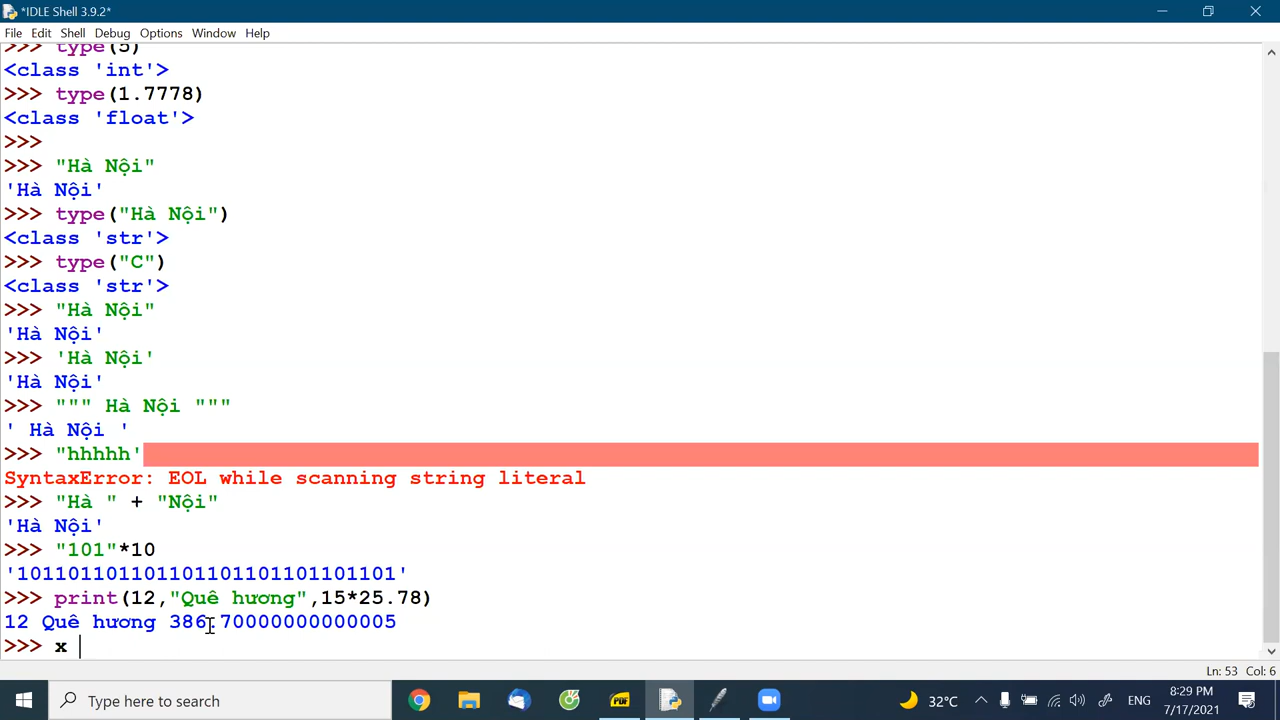 *IDLE Shell 3.9.2*
File Edit Shell Debug Options Window Help
>>> type(5)
<class 'int'>
>>> type(1.7778)
<class 'float'>
>>>
>>> "Hà Nội"
'Hà Nội'
>>> type("Hà Nội")
<class 'str'>
>>> type("C")
<class 'str'>
>>> "Hà Nội"
'Hà Nội'
>>> 'Hà Nội'
'Hà Nội'
>>> """ Hà Nội """
' Hà Nội '
>>> "hhhhh'
SyntaxError: EOL while scanning string literal
>>> "Hà " + "Nội"
'Hà Nội'
>>> "101"*10
'101101101101101101101101101101'
>>> print(12,"Quê hương",15*25.78)
12 Quê hương 386.70000000000005
>>> x
Ln: 53 Col: 6
Type here to search
PDF
32°C
ENG
8:29 PM
7/17/2021